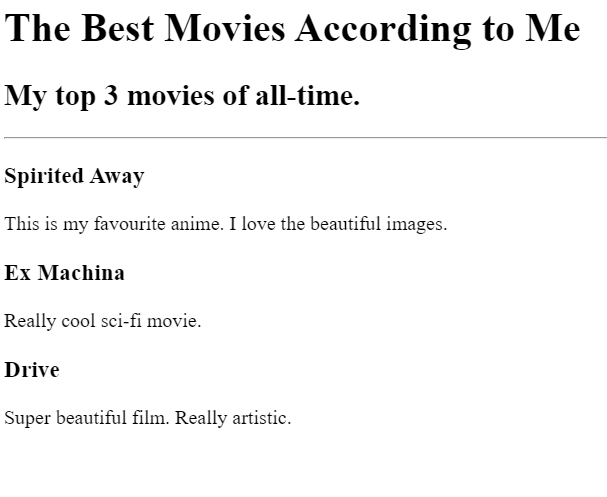 The Best Movies According to Me
My top 3 movies of all-time.
Spirited Away
This is my favourite anime. I love the beautiful images.
Ex Machina
Really cool sci-fi movie.
Drive
Super beautiful film. Really artistic.